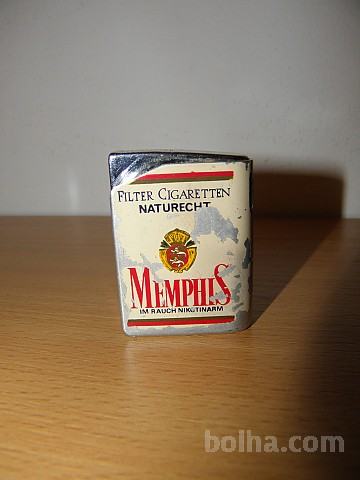 FILTER CIGARETTEN
NATURECHT
MEMPHIS
IM RAUCH NIKOTINARM
bolha.com